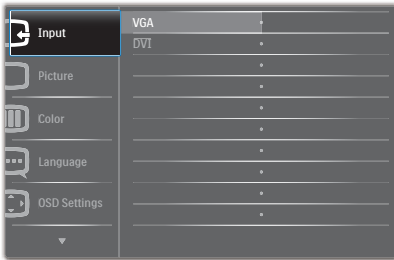 Input
VGA
DVI
Picture
Color
Language
OSD Settings